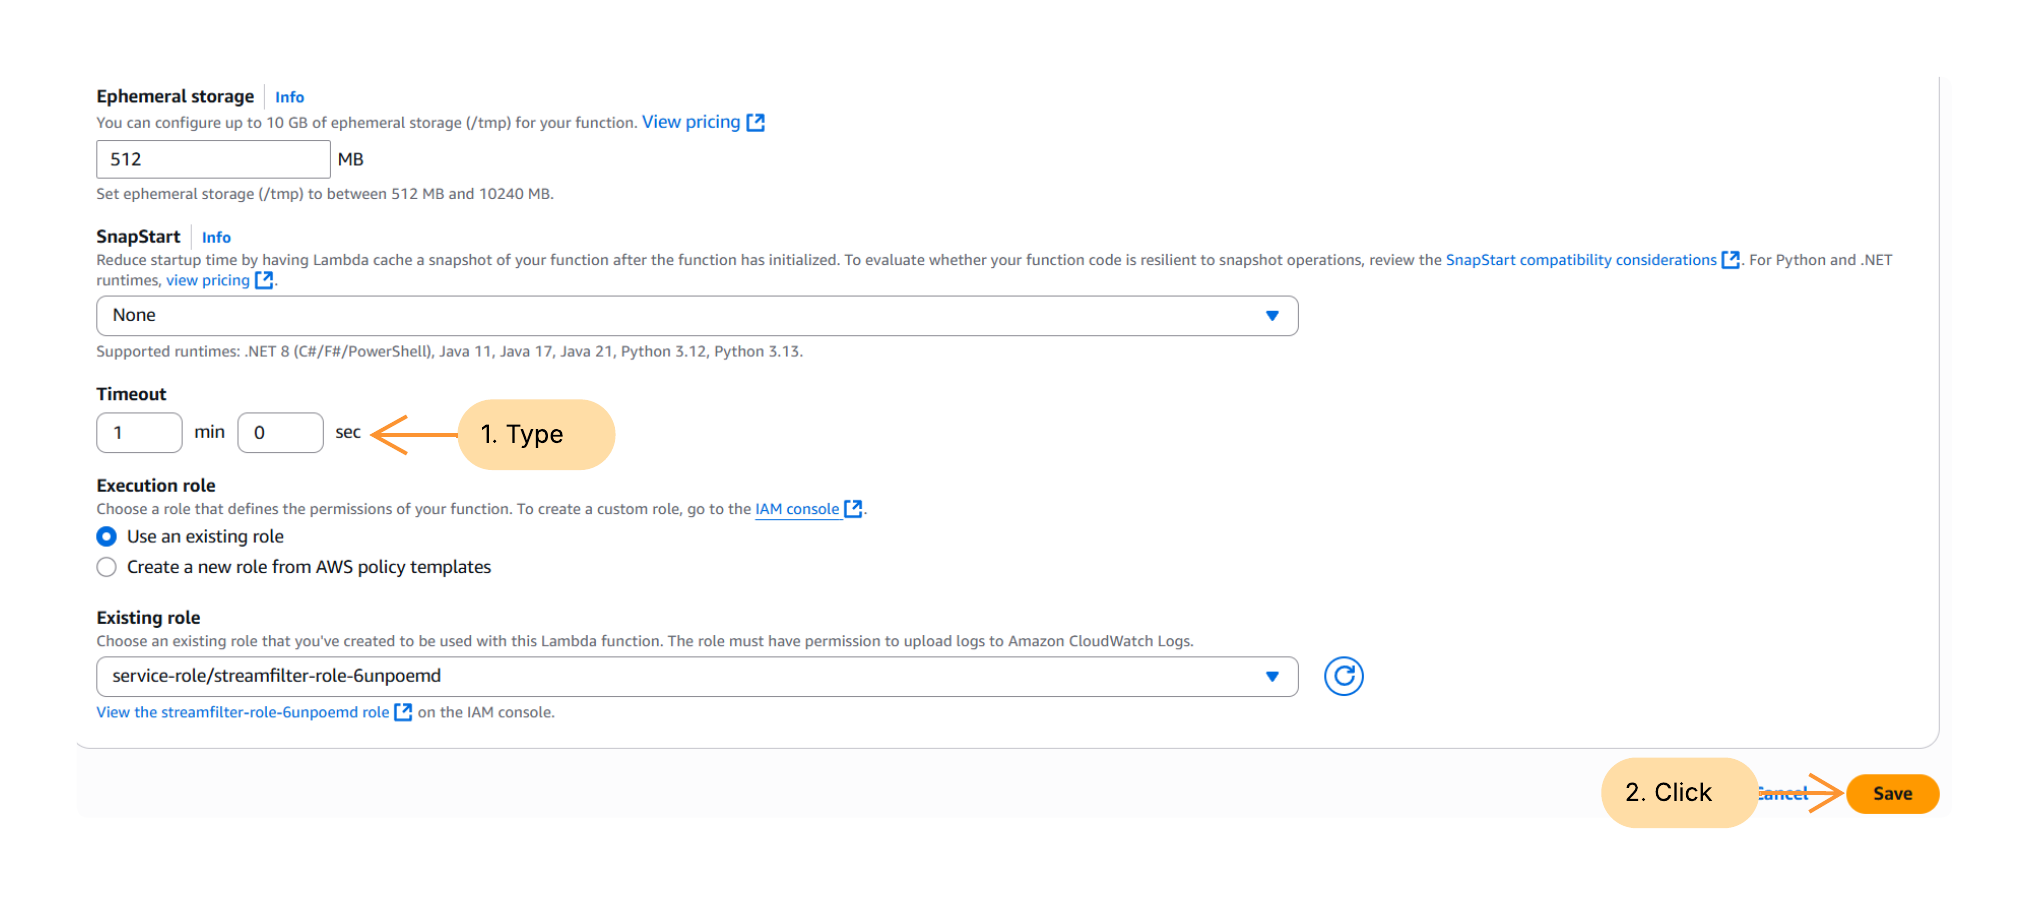 Ephemeral storage Info
You can configure up to 10 GB of ephemeral storage (/tmp) for your function. View pricing
512 MB
Set ephemeral storage (/tmp) to between 512 MB and 10240 MB.
SnapStart Info
Reduce startup time by having Lambda cache a snapshot of your function after the function has initialized. To evaluate whether your function code is resilient to snapshot operations, review the SnapStart compatibility considerations. For Python and .NET
runtimes, view pricing.
None
Supported runtimes: .NET 8 (C#/F#/PowerShell), Java 11, Java 17, Java 21, Python 3.12, Python 3.13.
Timeout
1 min 0 sec 1. Type
Execution role
Choose a role that defines the permissions of your function. To create a custom role, go to the IAM console.
Use an existing role
Create a new role from AWS policy templates
Existing role
Choose an existing role that you've created to be used with this Lambda function. The role must have permission to upload logs to Amazon CloudWatch Logs.
service-role/streamfilter-role-6unpoemd
View the streamfilter-role-6unpoemd role on the IAM console.
2. Click Cancel Save